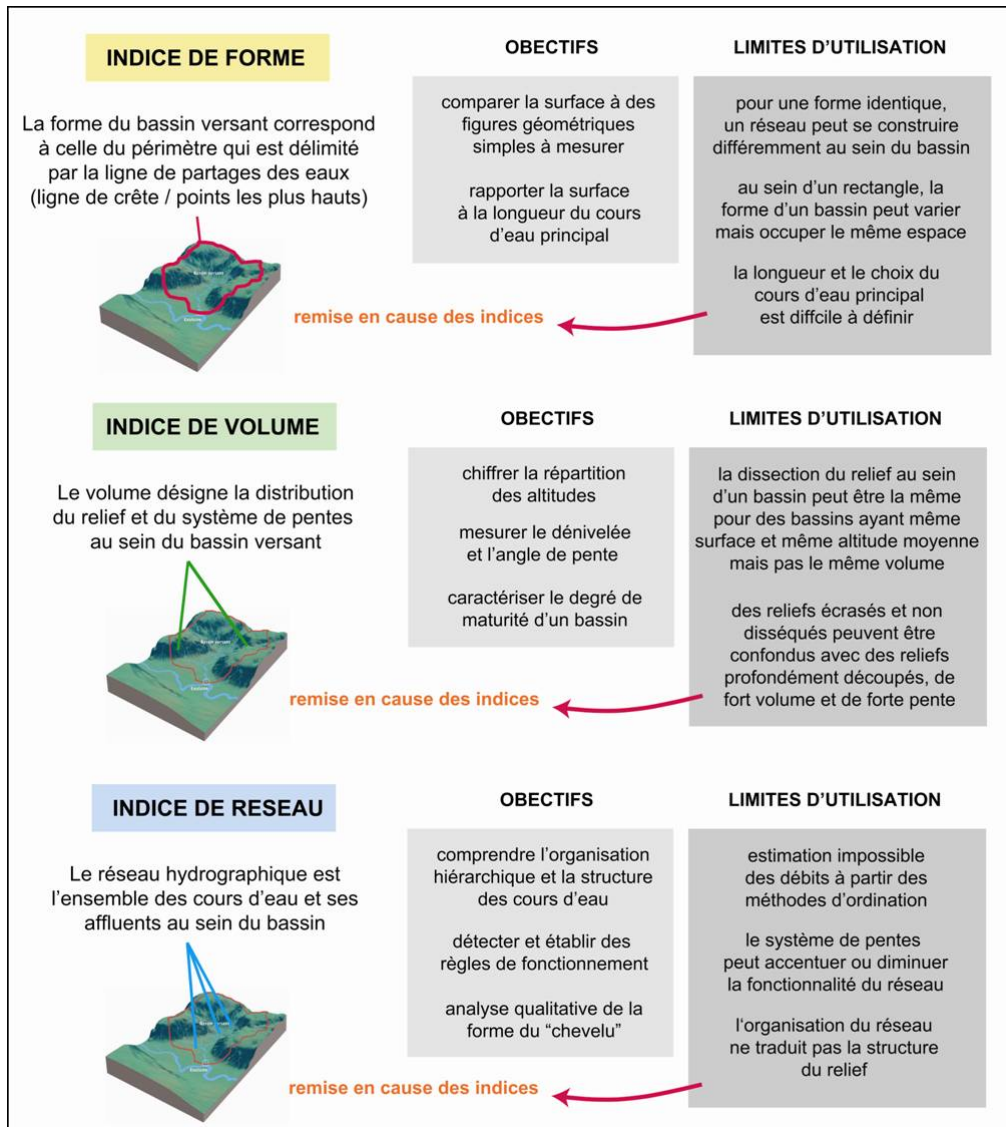 INDICE DE FORME
La forme du bassin versant correspond
à celle du périmètre qui est délimité
par la ligne de partages des eaux
(ligne de crête / points les plus hauts)
OBECTIFS
comparer la surface à des
figures géométriques
simples à mesurer
rapporter la surface
à la longueur du cours
d'eau principal
LIMITES D'UTILISATION
pour une forme identique,
un réseau peut se construire
différemment au sein du bassin
au sein d'un rectangle, la
forme d'un bassin peut varier
mais occuper le même espace
la longueur et le choix du
cours d'eau principal
est diffcile à définir
remise en cause des indices
INDICE DE VOLUME
Le volume désigne la distribution
du relief et du système de pentes
au sein du bassin versant
OBECTIFS
chiffrer la répartition
des altitudes
mesurer le dénivelée
et l'angle de pente
caractériser le degré de
maturité d'un bassin
LIMITES D'UTILISATION
la dissection du relief au sein
d'un bassin peut être la même
pour des bassins ayant même
surface et même altitude moyenne
mais pas le même volume
des reliefs écrasés et non
disséqués peuvent être
confondus avec des reliefs
profondément découpés, de
fort volume et de forte pente
remise en cause des indices
INDICE DE RESEAU
Le réseau hydrographique est
l'ensemble des cours d'eau et ses
affluents au sein du bassin
OBECTIFS
comprendre l'organisation
hiérarchique et la structure
des cours d'eau
détecter et établir des
règles de fonctionnement
analyse qualitative de la
forme du “chevelu”
LIMITES D'UTILISATION
estimation impossible
des débits à partir des
méthodes d'ordination
le système de pentes
peut accentuer ou diminuer
la fonctionnalité du réseau
l'organisation du réseau
ne traduit pas la structure
du relief
remise en cause des indices